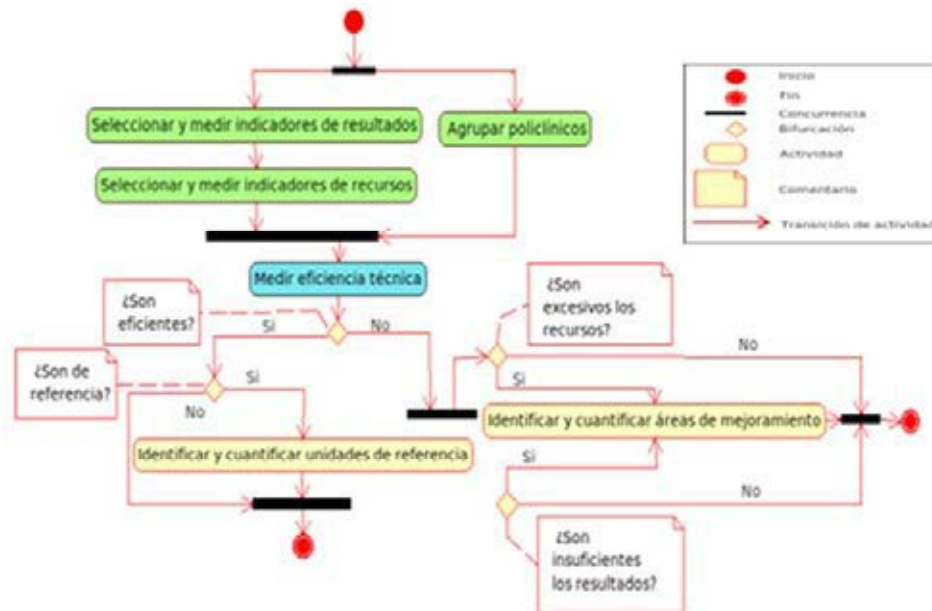 Seleccionar y medir indicadores de resultados
Agrupar policlínicos
Seleccionar y medir indicadores de recursos
Medir eficiencia técnica
¿Son
eficientes?
Si
No
¿Son de
referencia?
Si
No
Identificar y cuantificar unidades de referencia
¿Son
excesivos los
recursos?
No
Si
Identificar y cuantificar áreas de mejoramiento
Si
No
¿Son
insuficientes
los resultados?
Inicio
Fin
Concurrencia
Bifurcación
Actividad
Comentario
Transición de actividad